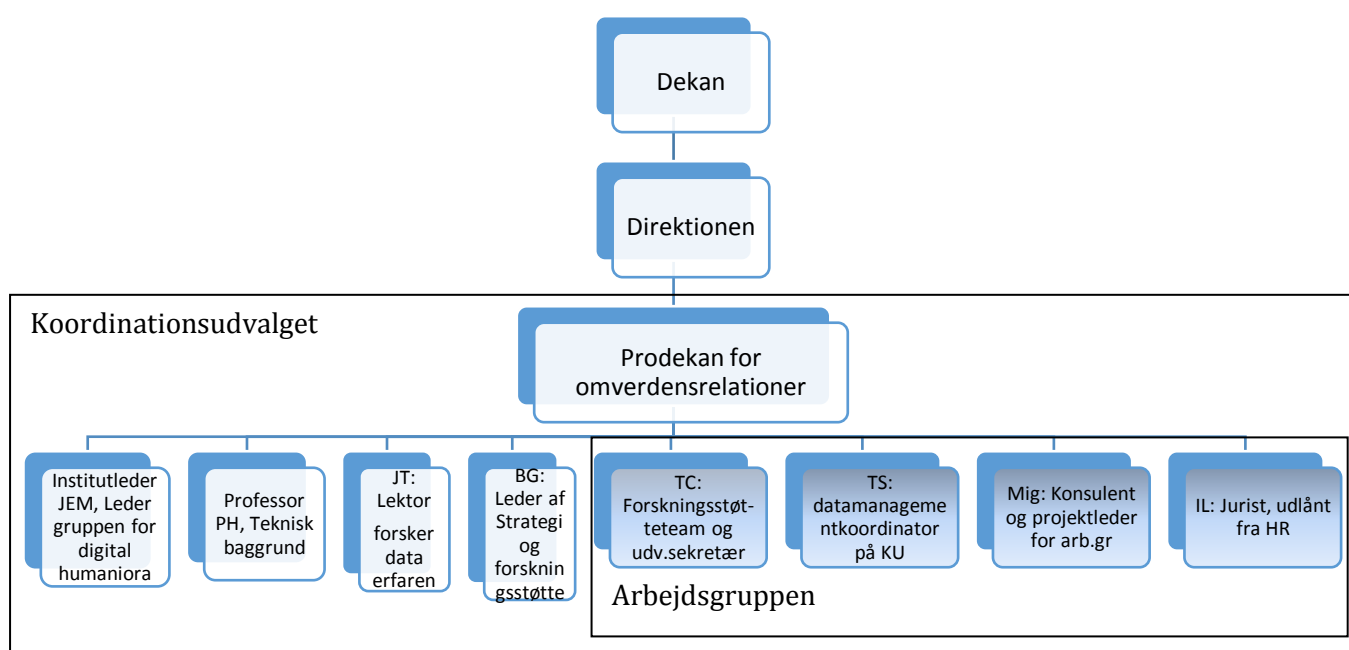 Dekan
Direktionen
Koordinationsudvalget
Prodekan for
omverdensrelationer
Institutleder
JEM, Leder
gruppen for
digital
humaniora
Professor
PH, Teknisk
baggrund
JT:
Lektor
forsker
data
erfaren
BG:
Leder af
Strategi
og
forsknin
gsstøtte
TC:
Forskningsstøt-
teteam og
udv.sekretær
TS:
datamanageme
ntkoordinator
på KU
Mig: Konsulent
og projektleder
for arb.gr
IL: Jurist, udlånt
fra HR
Arbejdsgruppen